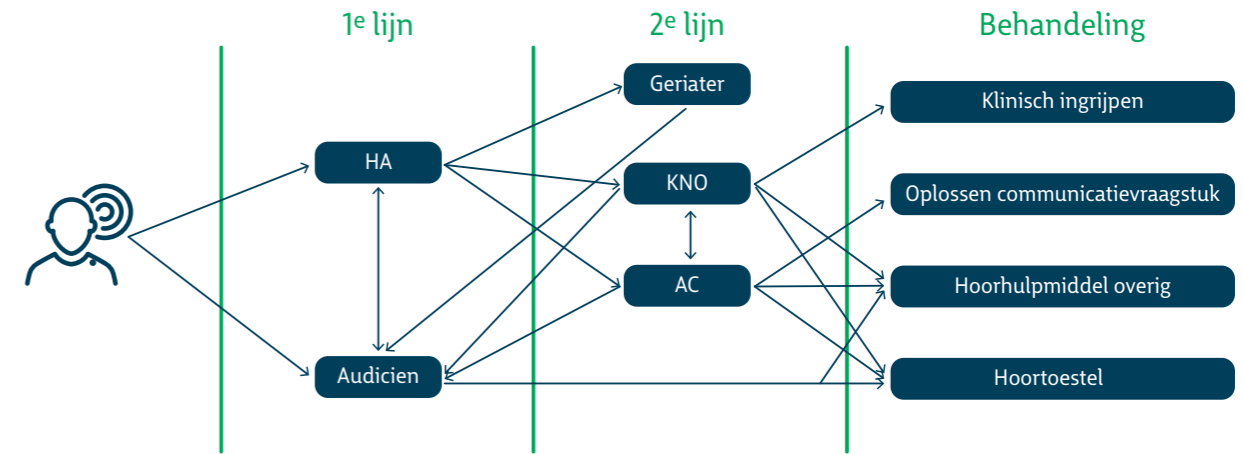 1e lijn
2e lijn
Behandeling
Geriater
Klinisch ingrijpen
HA
KNO
Oplossen communicatievraagstuk
AC
Hoorhulpmiddel overig
Audicien
Hoortoestel